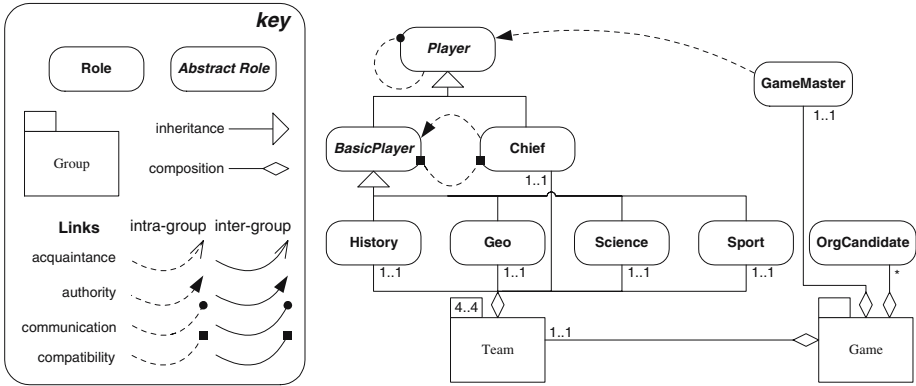 key
Role
Abstract Role
Group
inheritance
composition
Links intra-group inter-group
acquaintance
authority
communication
compatibility
Player
GameMaster
1..1
BasicPlayer
Chief
1..1
History
Geo
Science
Sport
OrgCandidate
1..1
1..1
1..1
1..1
*
4..4
Team
1..1
Game